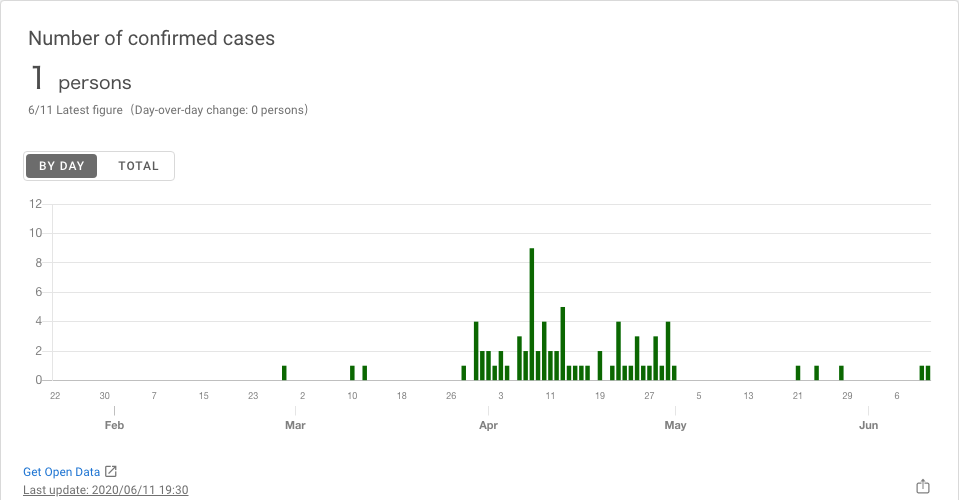 Number of confirmed cases
1 persons
6/11 Latest figure（Day-over-day change: 0 persons）
BY DAY TOTAL
12
10
8
6
4
2
0
22 30 7 15 23 2 10 18 26 3 11 19 27 5 13 21 29 6
Feb Mar Apr May Jun
Get Open Data
Last update: 2020/06/11 19:30